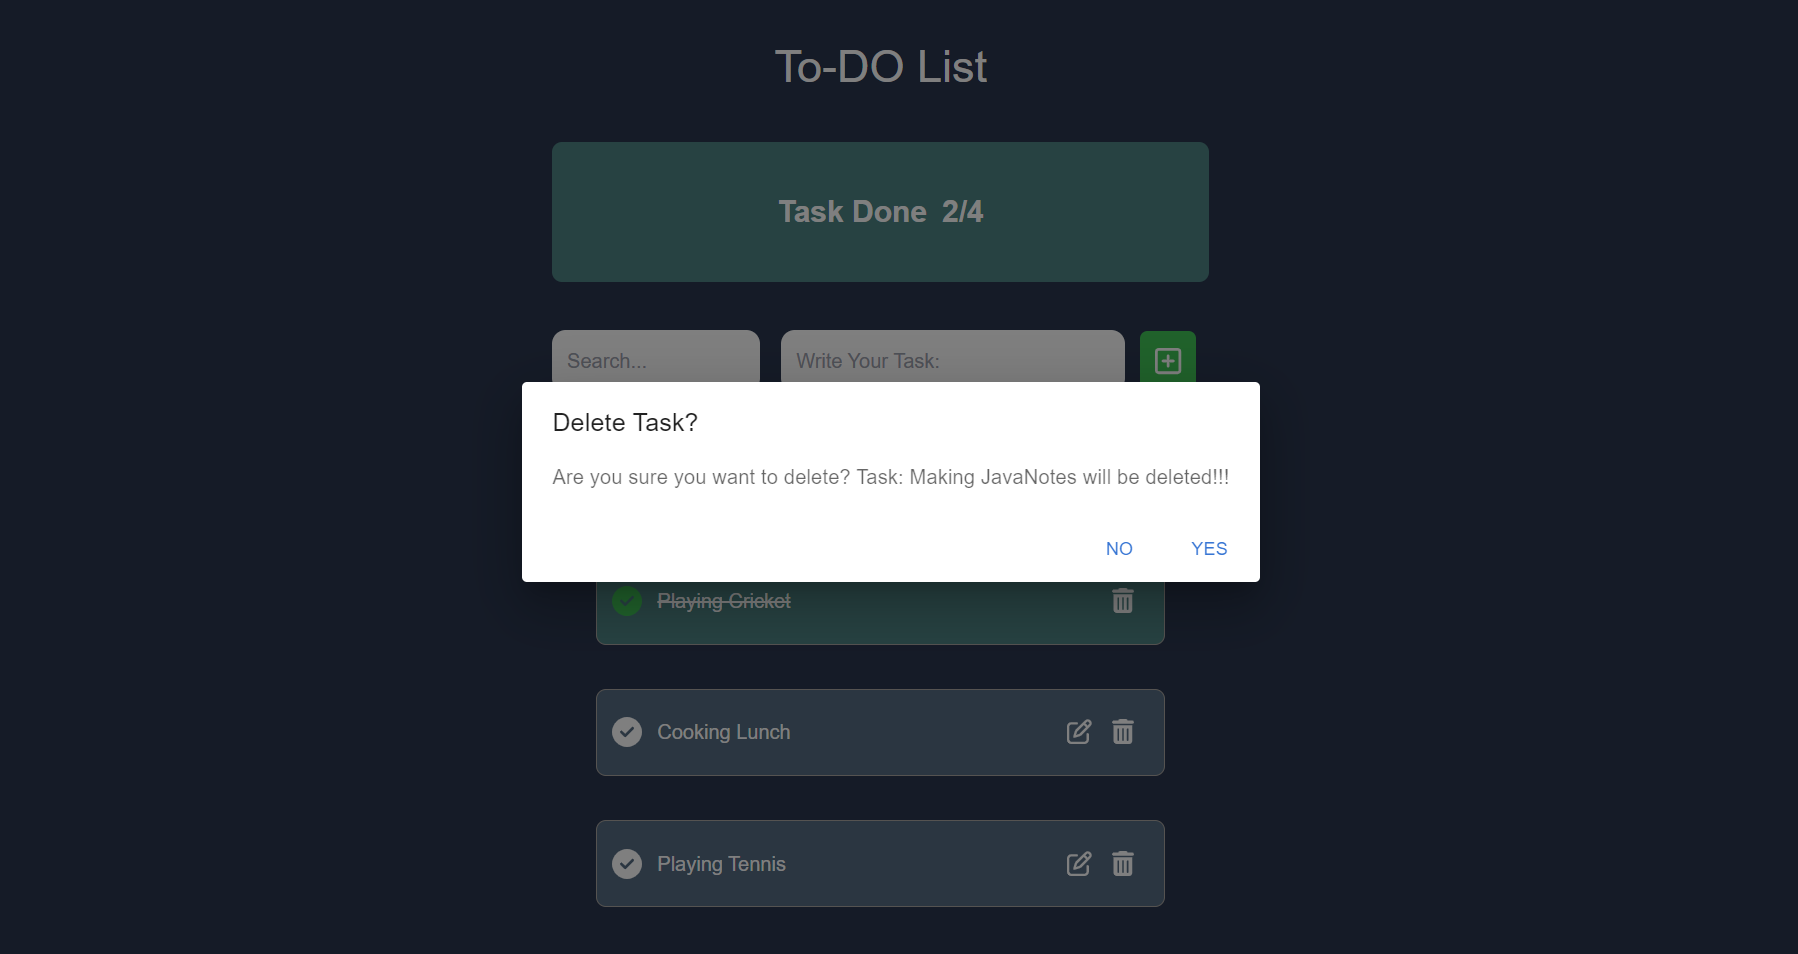 To-DO List
Task Done 2/4
Search...
Write Your Task:
Delete Task?
Are you sure you want to delete? Task: Making JavaNotes will be deleted!!!
NO
YES
Playing Cricket
Cooking Lunch
Playing Tennis